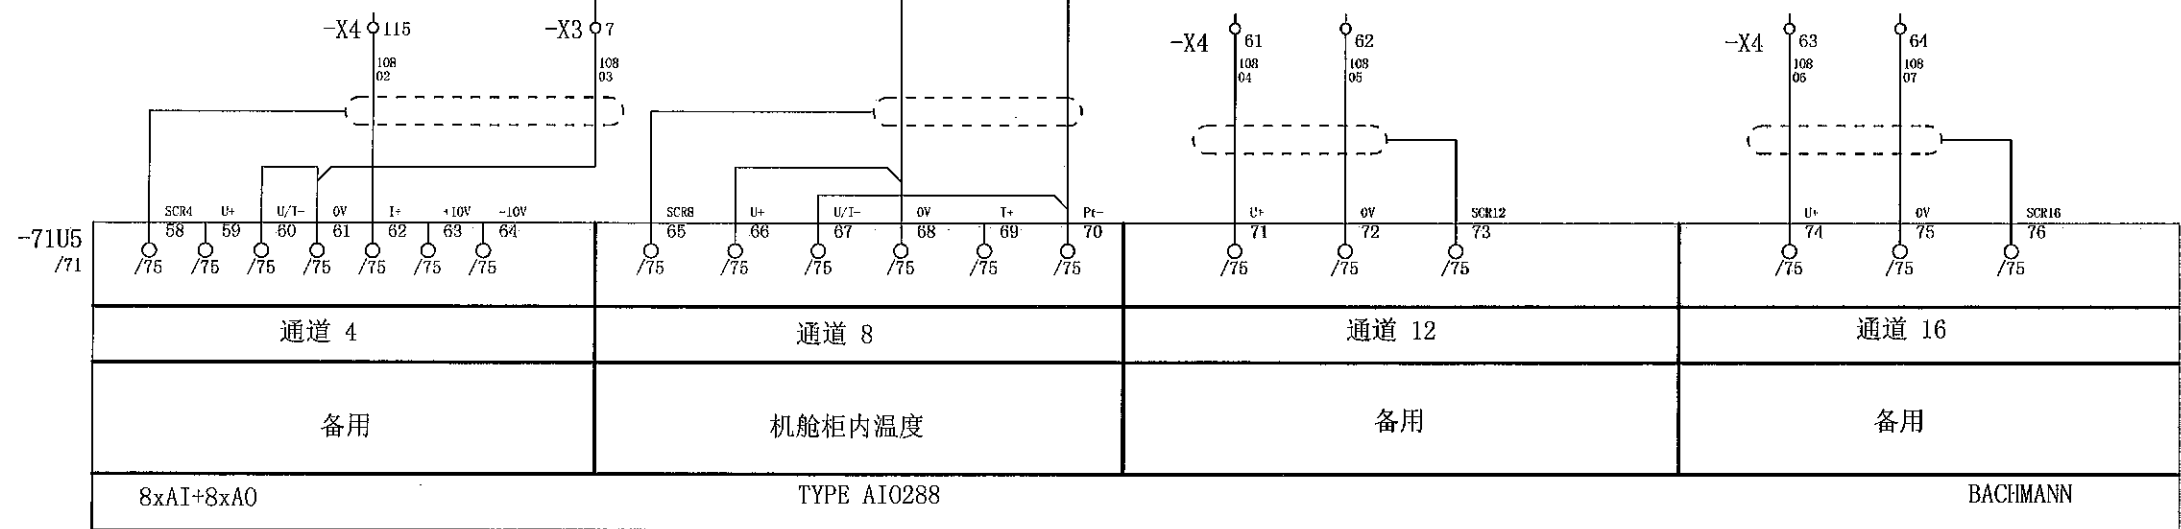 -X4 115 -X3 7 -X4 61 62 -X4 63 64
108 108 108 108 108 108
02 03 04 05 06 07
SCR4 U+ U/I- 0V I+ +10V -10V SCR8 U+ U/I- 0V I+ Pt- U+ 0V SCR12 U+ 0V SCR16
-71U5 58 59 60 61 62 63 64 65 66 67 68 69 70 71 72 73 74 75 76
/71 /75 /75 /75 /75 /75 /75 /75 /75 /75 /75 /75 /75 /75 /75 /75 /75 /75 /75 /75
通道 4 通道 8 通道 12 通道 16
备用 机舱柜内温度 备用 备用
8xAI+8xAO TYPE AIO288 BACHMANN